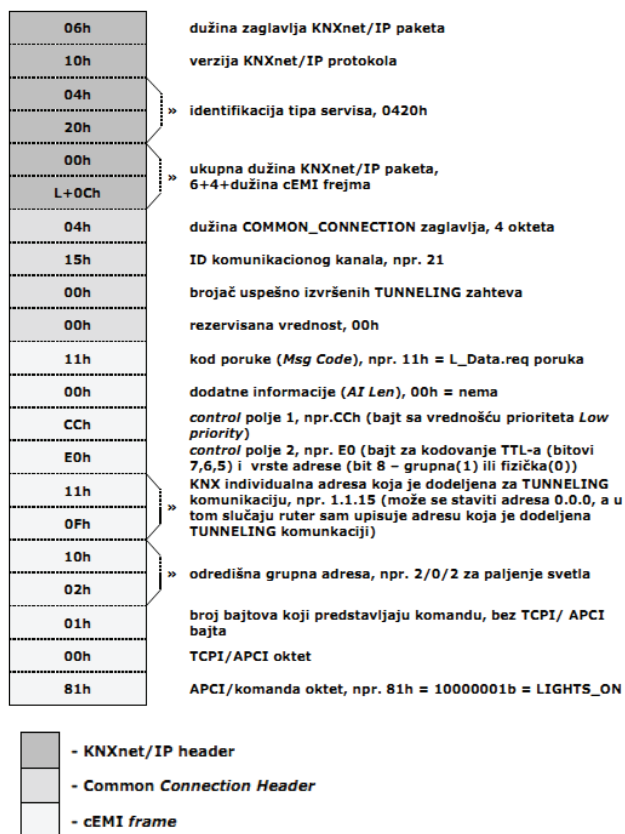 06h dužina zaglavlja KNXnet/IP paketa
10h verzija KNXnet/IP protokola
04h
» identifikacija tipa servisa, 0420h
20h
00h
» ukupna dužina KNXnet/IP paketa,
6+4+dužina cEMI frejma
L+0Ch
04h dužina COMMON_CONNECTION zaglavlja, 4 okteta
15h ID komunikacionog kanala, npr. 21
00h brojač uspešno izvršenih TUNNELING zahteva
00h rezervisana vrednost, 00h
11h kod poruke (Msg Code), npr. 11h = L_Data.req poruka
00h dodatne informacije (AI Len), 00h = nema
CCh control polje 1, npr.CCh (bajt sa vrednošću prioriteta Low
priority)
E0h control polje 2, npr. E0 (bajt za kodovanje TTL-a (bitovi
7,6,5) i vrste adrese (bit 8 – grupna(1) ili fizička(0))
11h KNX individualna adresa koja je dodeljena za TUNNELING
» komunikaciju, npr. 1.1.15 (može se staviti adresa 0.0.0, a u
0Fh tom slučaju ruter sam upisuje adresu koja je dodeljena
TUNNELING komunkaciji)
10h
» odredišna grupna adresa, npr. 2/0/2 za paljenje svetla
02h
01h broj bajtova koji predstavljaju komandu, bez TCPI/ APCI
bajta
00h TCPI/APCI oktet
81h APCI/komanda oktet, npr. 81h = 10000001b = LIGHTS_ON
- KNXnet/IP header
- Common Connection Header
- cEMI frame